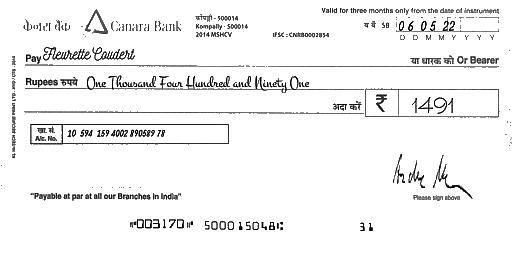 Valid for three months only from the date of instrument
केनरा बैंक Canara Bank
कोंपल्ली - 500014
Kompally - 500014
2014 MSHCV
IFSC : CNRB0002854
SB 06 05 22
D D M M Y Y Y Y
Pay Fleurette Coudert
या धारक को Or Bearer
Rupees रुपये One Thousand Four Hundred and Ninety One
अदा करें ₹ 1491
खा. सं.
A/c. No. 10 594 159 4002 890589 78
"Payable at par at all our Branches in India"
Please sign above
⑈003170⑈ 500015048⑆ 31